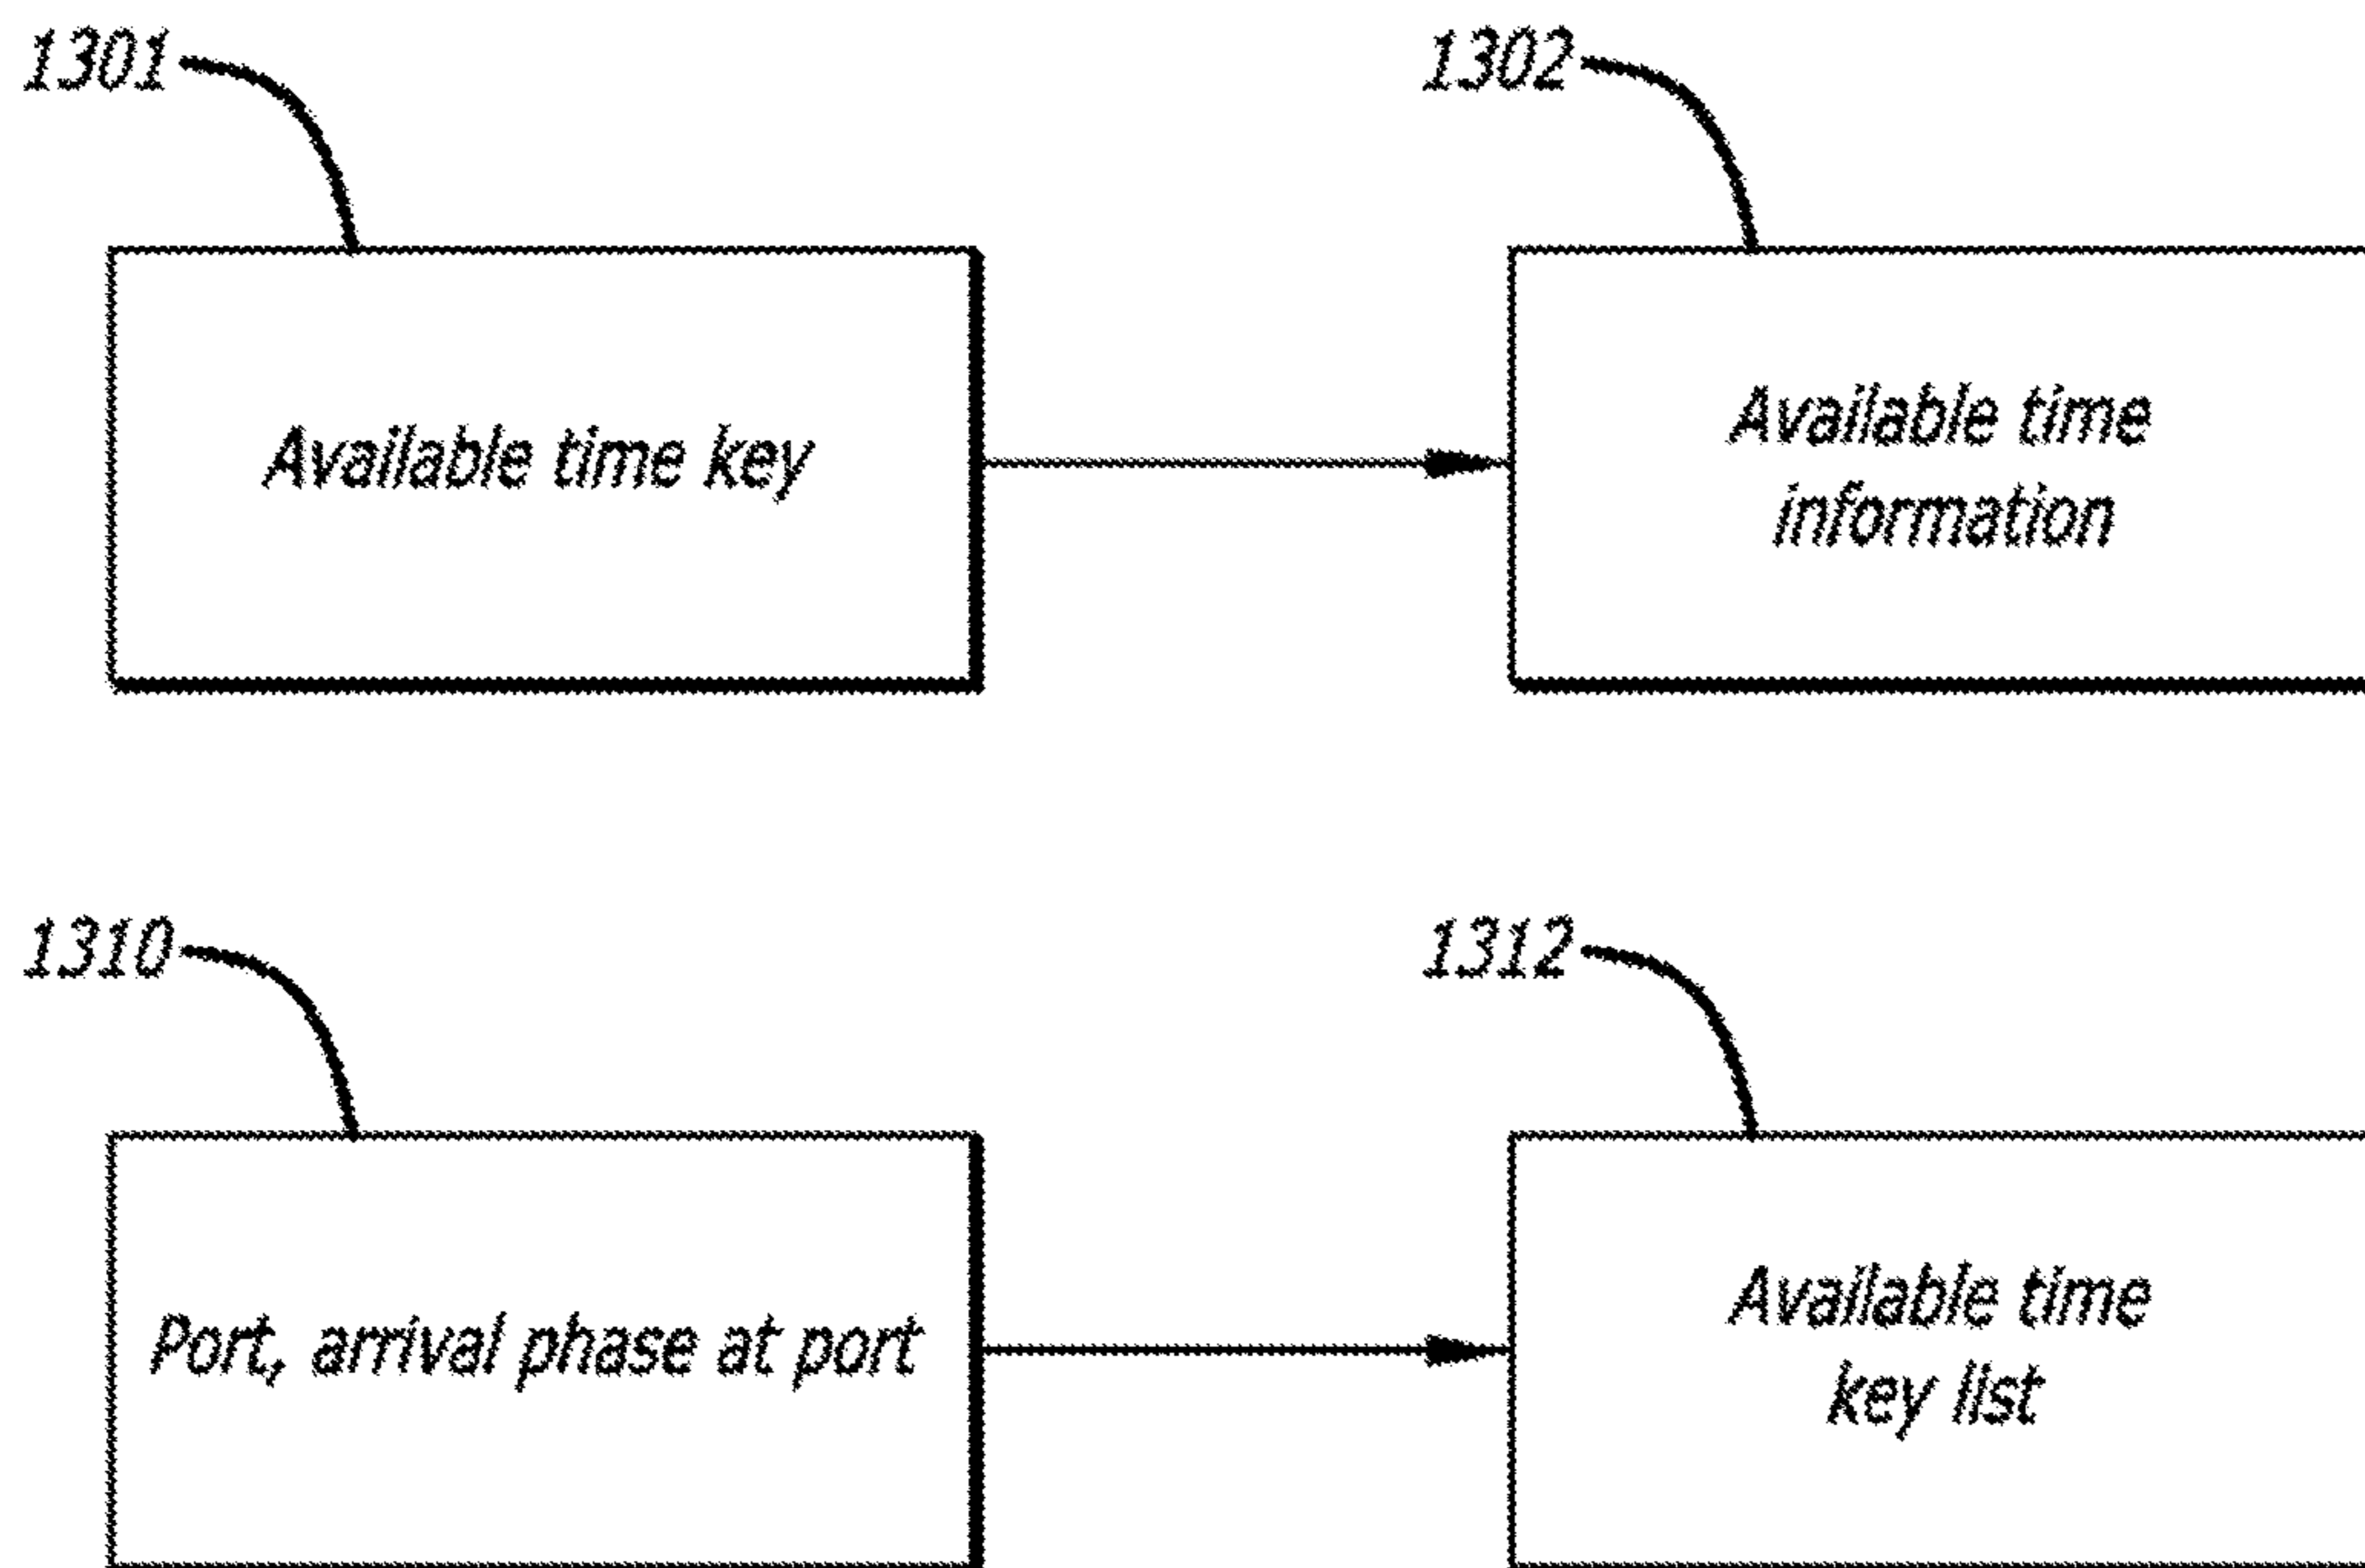 1301
1302
Available time key
Available time
information
1310
1312
Port, arrival phase at port
Available time
key list